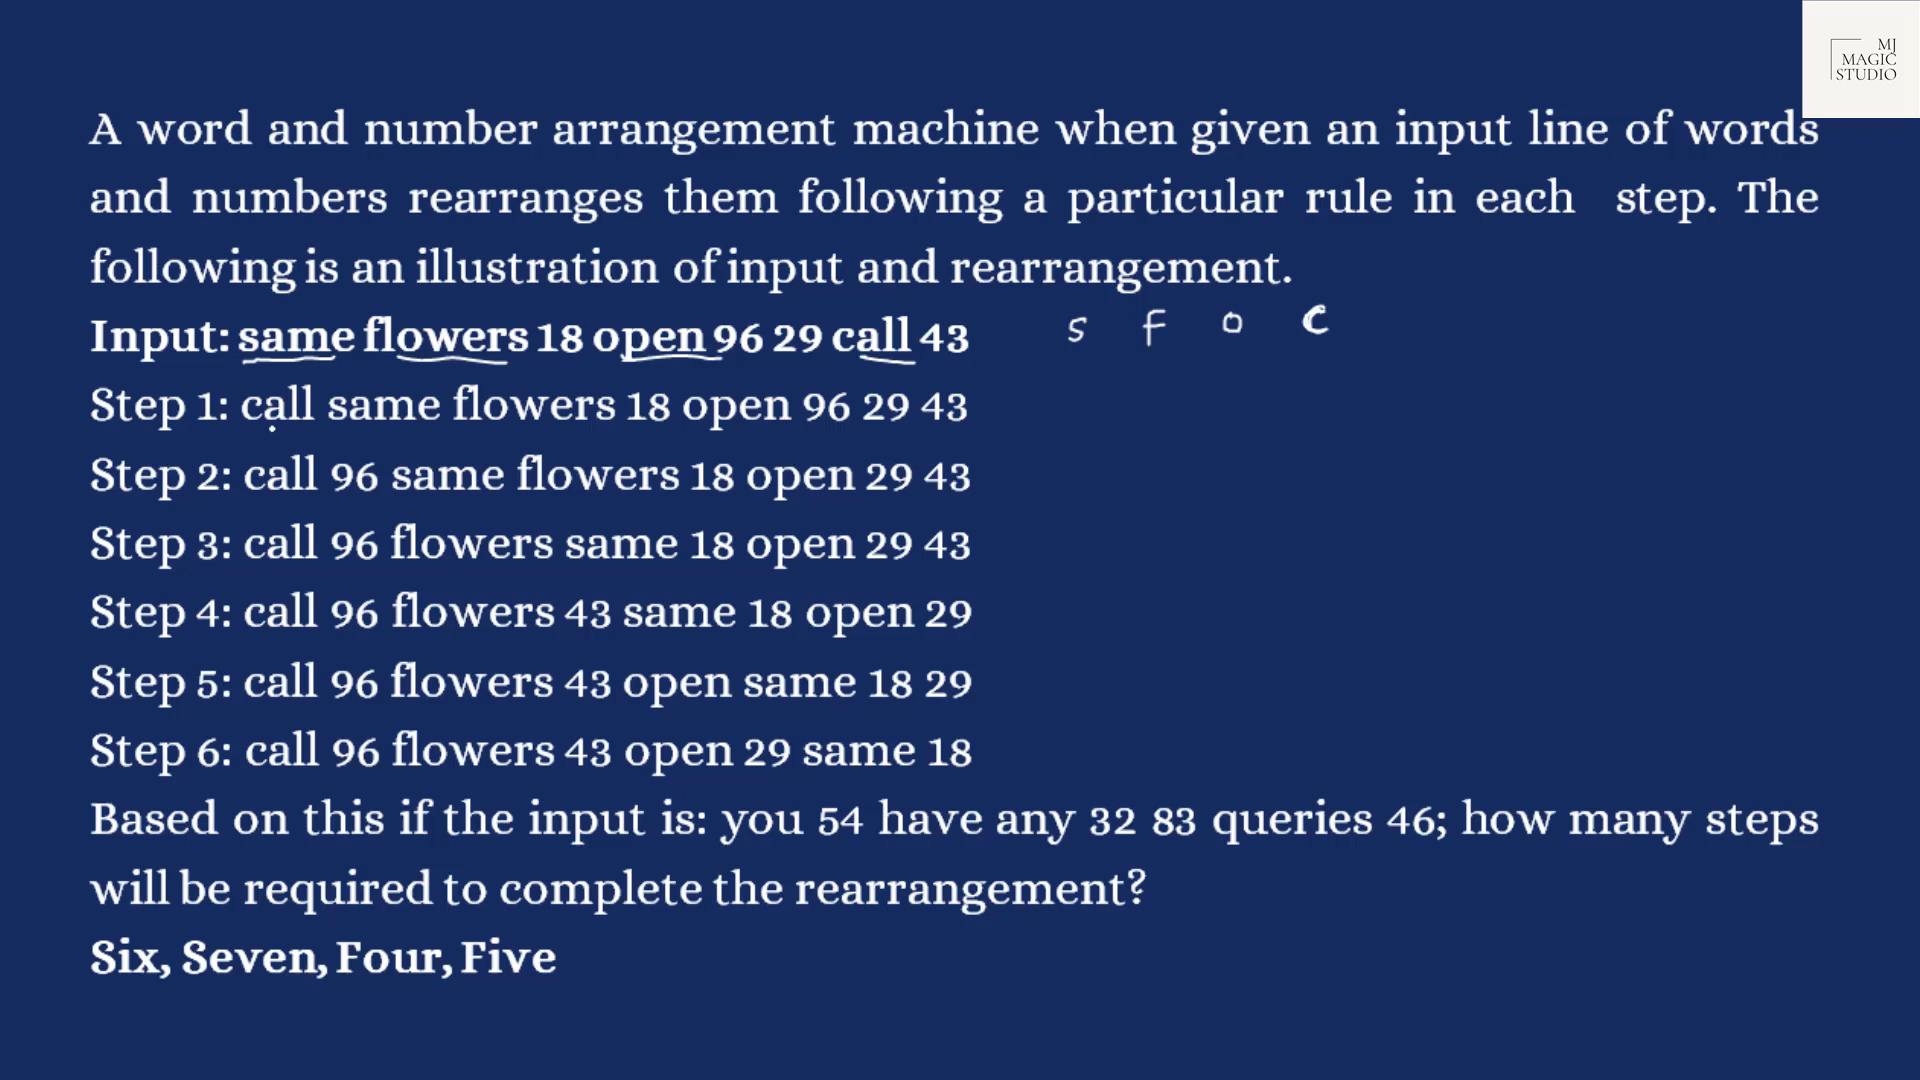 MJ
MAGIC
STUDIO
A word and number arrangement machine when given an input line of words
and numbers rearranges them following a particular rule in each step. The
following is an illustration of input and rearrangement.
Input: same flowers 18 open 96 29 call 43 s f o c
Step 1: call same flowers 18 open 96 29 43
Step 2: call 96 same flowers 18 open 29 43
Step 3: call 96 flowers same 18 open 29 43
Step 4: call 96 flowers 43 same 18 open 29
Step 5: call 96 flowers 43 open same 18 29
Step 6: call 96 flowers 43 open 29 same 18
Based on this if the input is: you 54 have any 32 83 queries 46; how many steps
will be required to complete the rearrangement?
Six, Seven, Four, Five